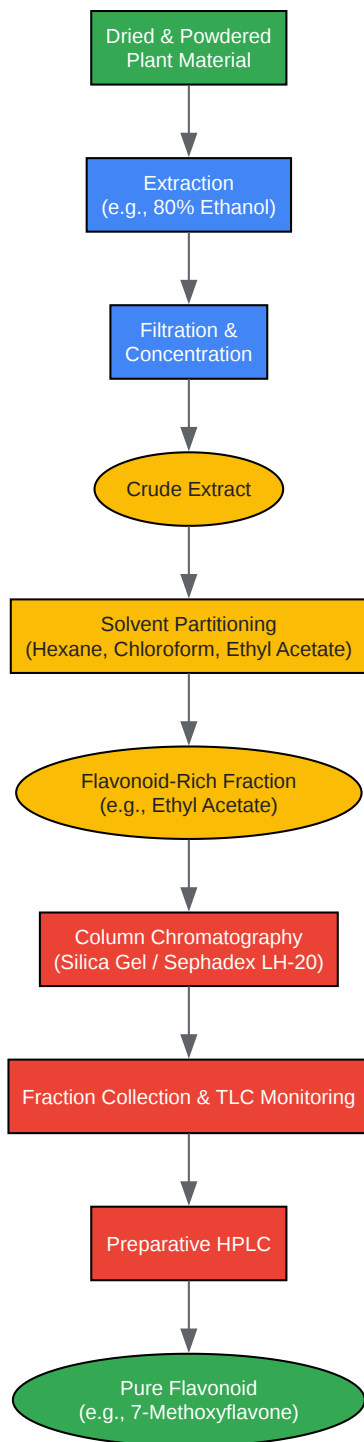 Dried & Powdered
Plant Material
Extraction
(e.g., 80% Ethanol)
Filtration &
Concentration
Crude Extract
Solvent Partitioning
(Hexane, Chloroform, Ethyl Acetate)
Flavonoid-Rich Fraction
(e.g., Ethyl Acetate)
Column Chromatography
(Silica Gel / Sephadex LH-20)
Fraction Collection & TLC Monitoring
Preparative HPLC
Pure Flavonoid
(e.g., 7-Methoxyflavone)